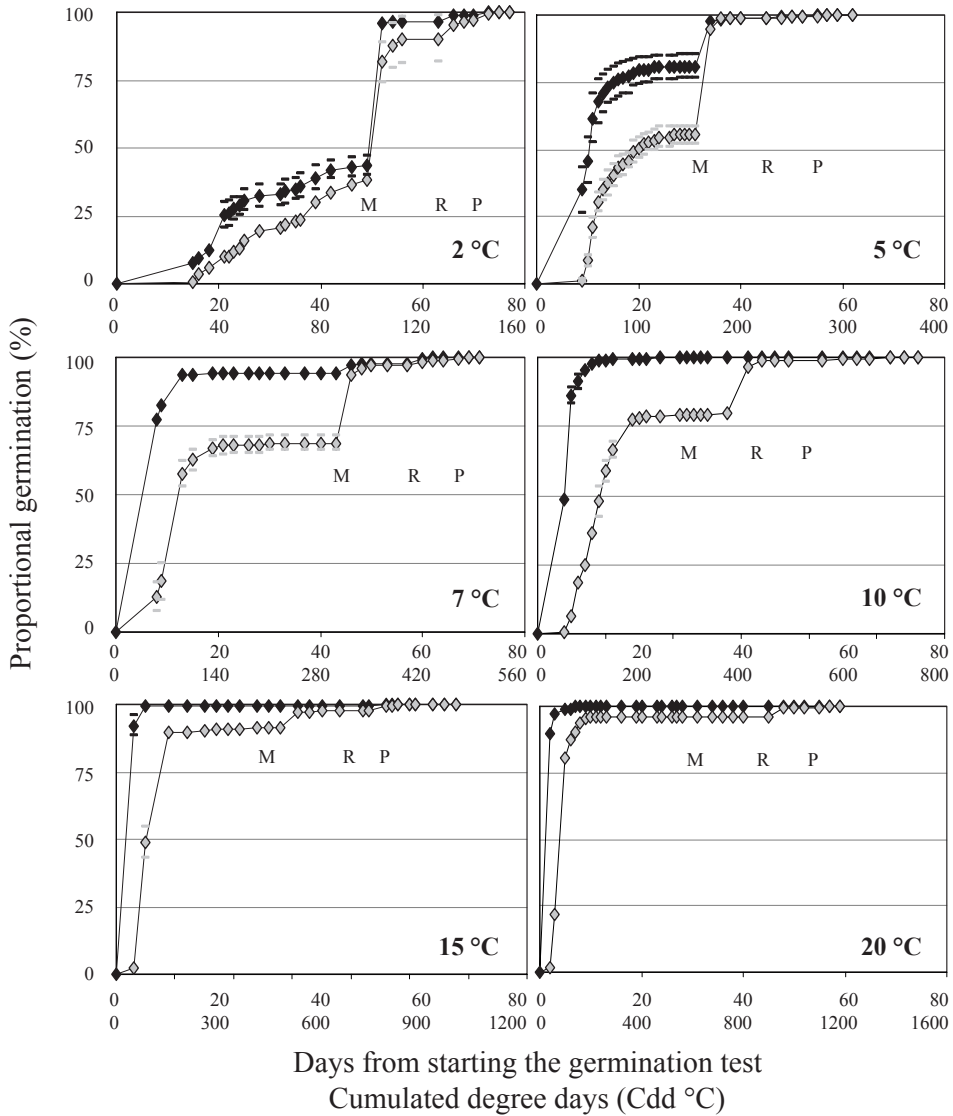 Proportional germination (%)
100
75
50
25
0
M R P
2 °C
0 20 40 60 80
0 40 80 120 160
100
75
50
25
0
M R P
5 °C
0 20 40 60 80
0 100 200 300 400
100
75
50
25
0
M R P
7 °C
0 20 40 60 80
0 140 280 420 560
100
75
50
25
0
M R P
10 °C
0 20 40 60 80
0 200 400 600 800
100
75
50
25
0
M R P
15 °C
0 20 40 60 80
0 300 600 900 1200
100
75
50
25
0
M R P
20 °C
0 20 40 60 80
0 400 800 1200 1600
Days from starting the germination test
Cumulated degree days (Cdd °C)